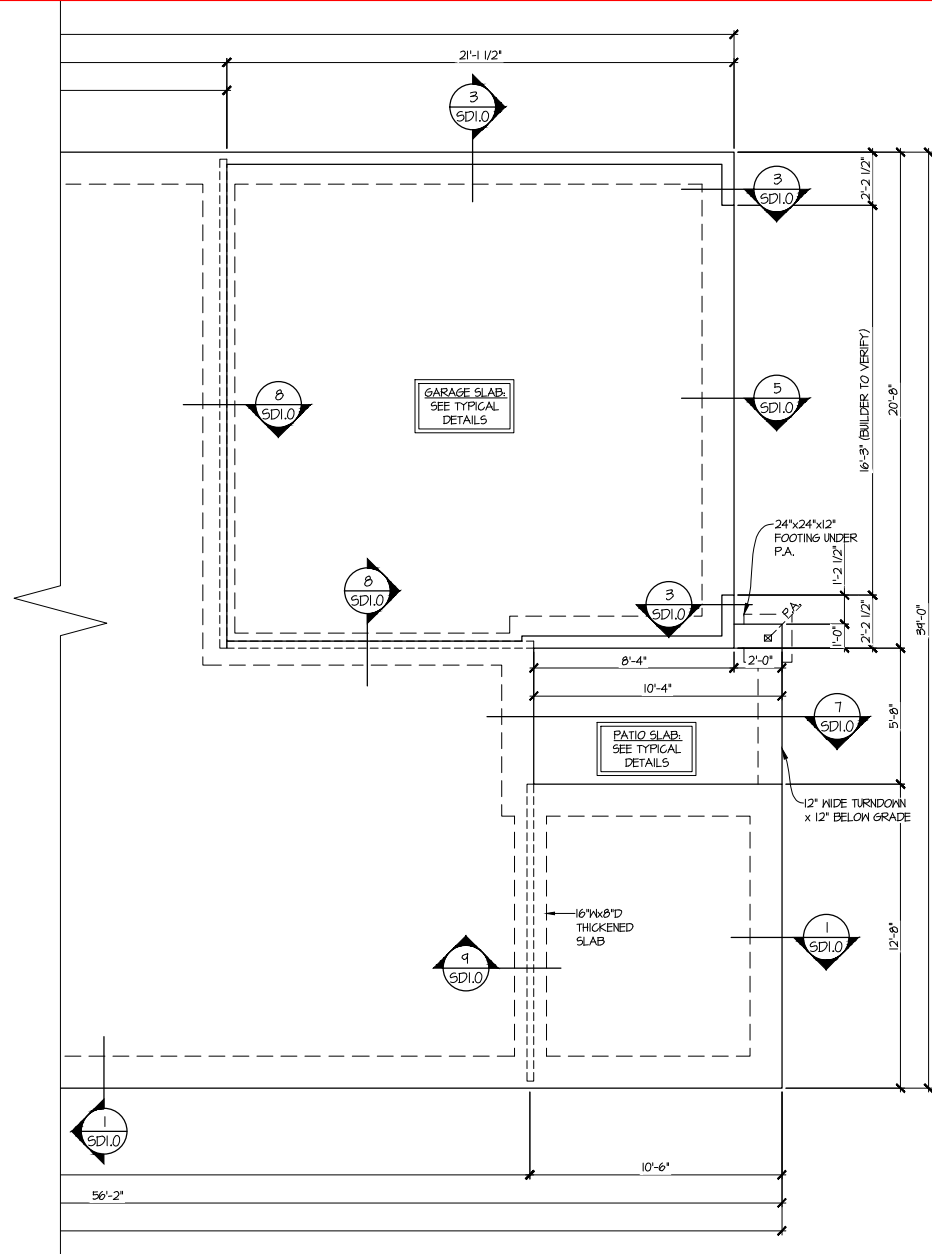 21'-1 1/2"
3
SD1.0
3
SD1.0
2'-2 1/2"
16'-3" (BUILDER TO VERIFY)
20'-8"
39'-0"
8
SD1.0
GARAGE SLAB:
SEE TYPICAL
DETAILS
5
SD1.0
24"x24"x12"
FOOTING UNDER
P.A.
8
SD1.0
3
SD1.0
P.A.
1'-2 1/2"
1'-0"
2'-2 1/2"
8'-4"
2'-0"
10'-4"
7
SD1.0
5'-8"
PATIO SLAB:
SEE TYPICAL
DETAILS
12" WIDE TURNDOWN
x 12" BELOW GRADE
16"Wx8"D
THICKENED
SLAB
1
SD1.0
12'-8"
9
SD1.0
1
SD1.0
10'-6"
56'-2"